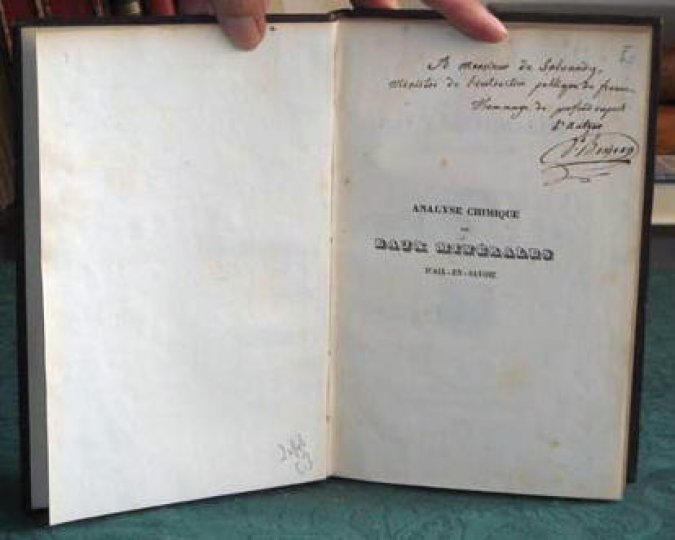 A Monsieur de Salvandy,
Ministre de l'instruction publique de france
Hommage de profond respect
l'auteur
ANALYSE CHIMIQUE
DES
EAUX MINÉRALES
D'AIX-EN-SAVOIE